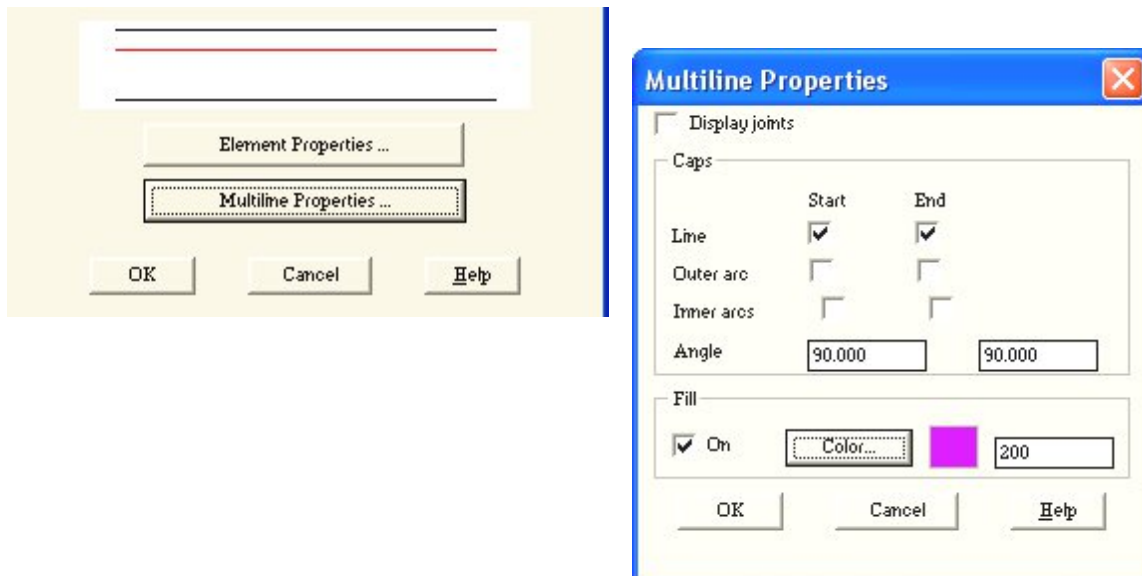 Element Properties ...
Multiline Properties ...
OK Cancel Help
Multiline Properties
Display joints
Caps
Start End
Line
Outer arc
Inner arcs
Angle 90.000 90.000
Fill
On Color... 200
OK Cancel Help